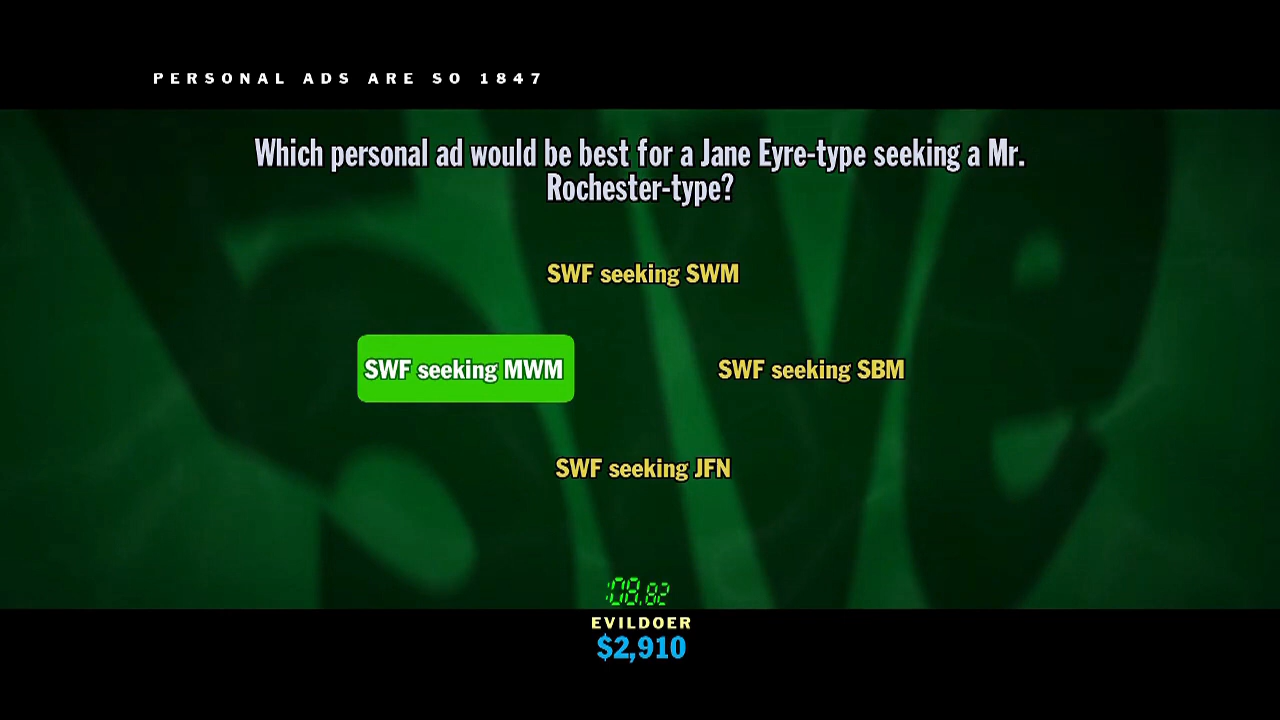 PERSONAL ADS ARE SO 1847
Which personal ad would be best for a Jane Eyre-type seeking a Mr.
Rochester-type?
SWF seeking SWM
SWF seeking MWM
SWF seeking SBM
SWF seeking JFN
:08.82
EVILDOER
$2,910